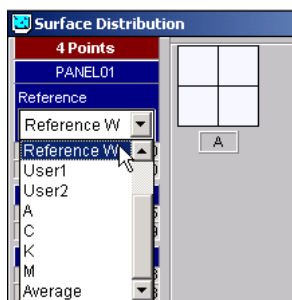 Surface Distribution
4 Points
PANEL01
Reference
Reference W
Reference W
User1
User2
A
C
K
M
Average
A